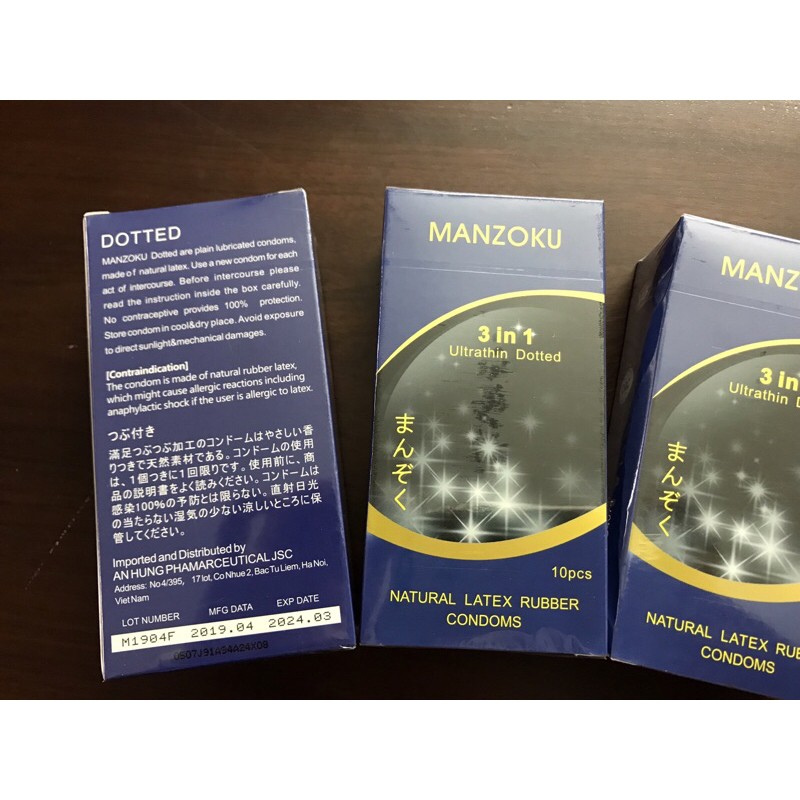 DOTTED
MANZOKU Dotted are plain lubricated condoms,
made of natural latex. Use a new condom for each
act of intercourse. Before intercourse please
read the instruction inside the box carefully.
No contraceptive provides 100% protection.
Store condom in cool&dry place. Avoid exposure
to direct sunlight&mechanical damages.
[Contraindication]
The condom is made of natural rubber latex,
which might cause allergic reactions including
anaphylactic shock if the user is allergic to latex.
つぶ付き
満足つぶつぶ加工のコンドームはやさしい香
りつきで天然素材である。コンドームの使用
は、1個つきに1回限りです。使用前に、商
品の説明書をよく読みください。コンドームは
感染100%の予防とは限らない。直射日光
の当たらない湿気の少ない涼しいところに保
管してください。
Imported and Distributed by
AN HUNG PHAMARCEUTICAL JSC
Address: No 4/395, 17 lot, Co Nhue 2, Bac Tu Liem, Ha Noi,
Viet Nam
LOT NUMBER MFG DATA EXP DATE
M1904F 2019.04 2024.03
MANZOKU
3 in 1
Ultrathin Dotted
まんぞく
10pcs
NATURAL LATEX RUBBER
CONDOMS
MANZ
3 in
Ultrathin D
まんぞく
NATURAL LATEX RUB
CONDOMS